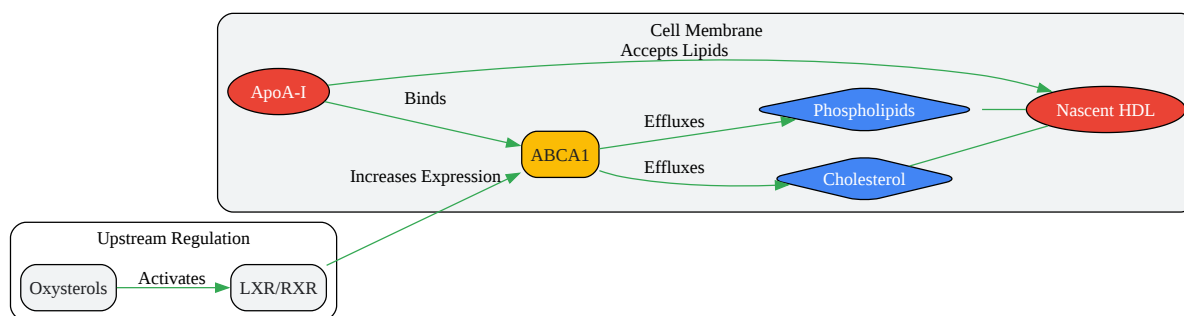 Cell Membrane
Accepts Lipids
ApoA-I
Binds
Effluxes
Phospholipids
Nascent HDL
ABCA1
Effluxes
Cholesterol
Increases Expression
Upstream Regulation
Oxysterols
Activates
LXR/RXR